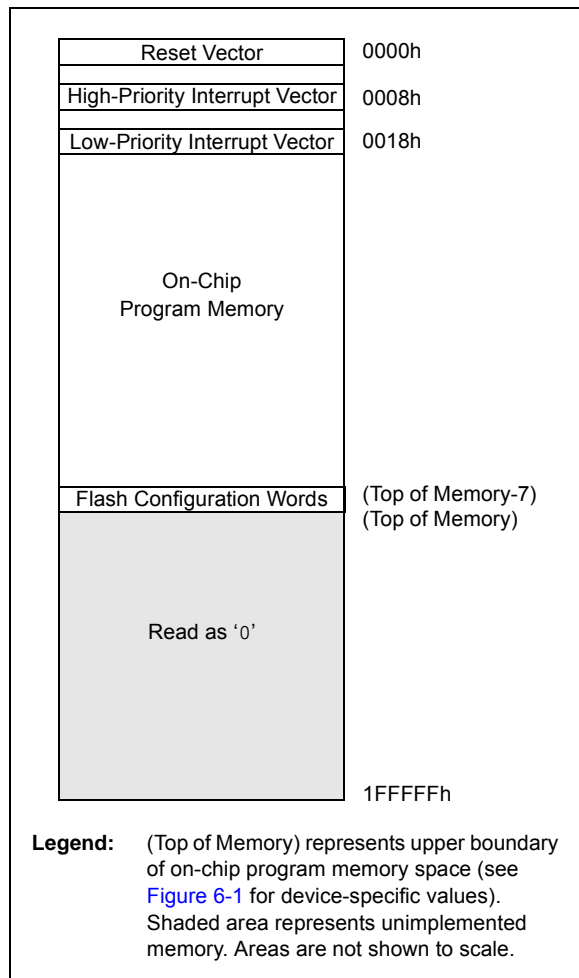 Reset Vector 0000h
High-Priority Interrupt Vector 0008h
Low-Priority Interrupt Vector 0018h
On-Chip
Program Memory
Flash Configuration Words (Top of Memory-7)
(Top of Memory)
Read as ‘0’
1FFFFFh
Legend: (Top of Memory) represents upper boundary
of on-chip program memory space (see
Figure 6-1 for device-specific values).
Shaded area represents unimplemented
memory. Areas are not shown to scale.